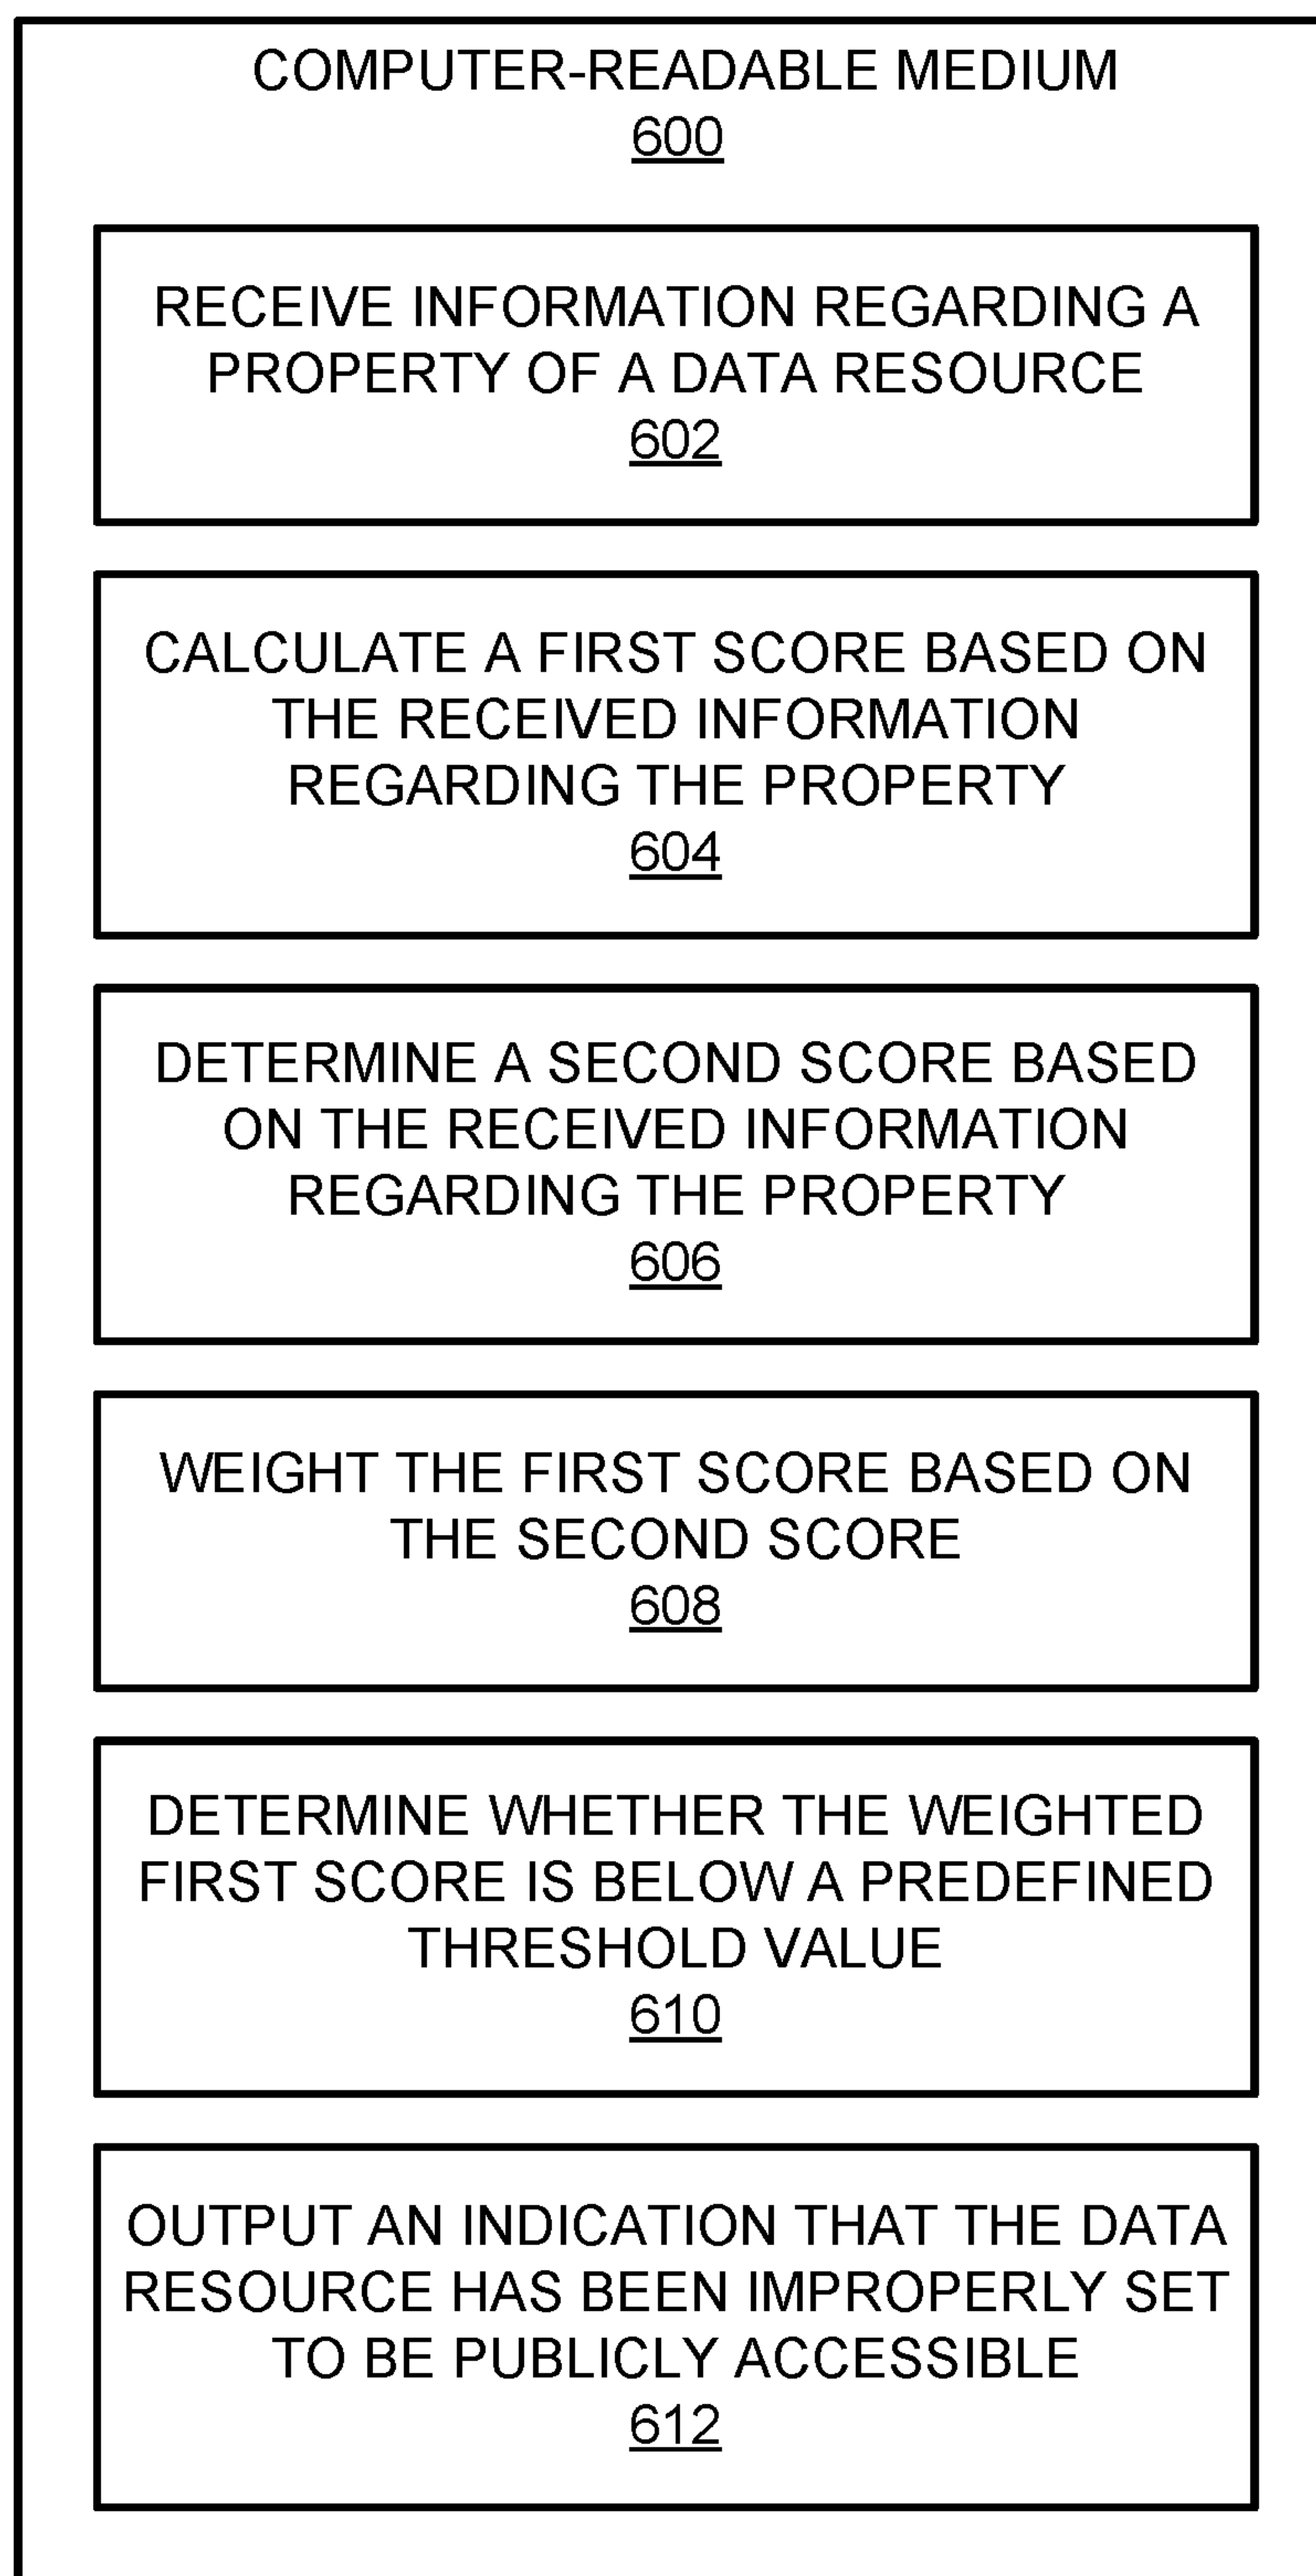 COMPUTER-READABLE MEDIUM
600
RECEIVE INFORMATION REGARDING A
PROPERTY OF A DATA RESOURCE
602
CALCULATE A FIRST SCORE BASED ON
THE RECEIVED INFORMATION
REGARDING THE PROPERTY
604
DETERMINE A SECOND SCORE BASED
ON THE RECEIVED INFORMATION
REGARDING THE PROPERTY
606
WEIGHT THE FIRST SCORE BASED ON
THE SECOND SCORE
608
DETERMINE WHETHER THE WEIGHTED
FIRST SCORE IS BELOW A PREDEFINED
THRESHOLD VALUE
610
OUTPUT AN INDICATION THAT THE DATA
RESOURCE HAS BEEN IMPROPERLY SET
TO BE PUBLICLY ACCESSIBLE
612